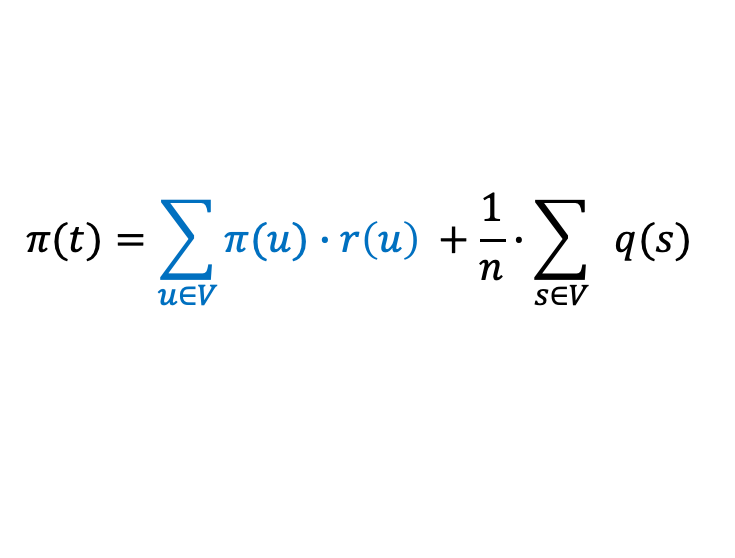 π(t) = ∑_{u∈V} π(u) · r(u) + 1/n · ∑_{s∈V} q(s)